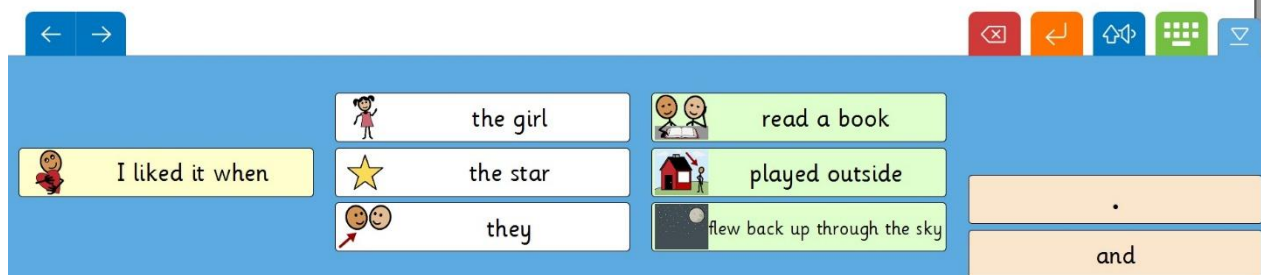 I liked it when
the girl
the star
they
read a book
played outside
flew back up through the sky
.
and